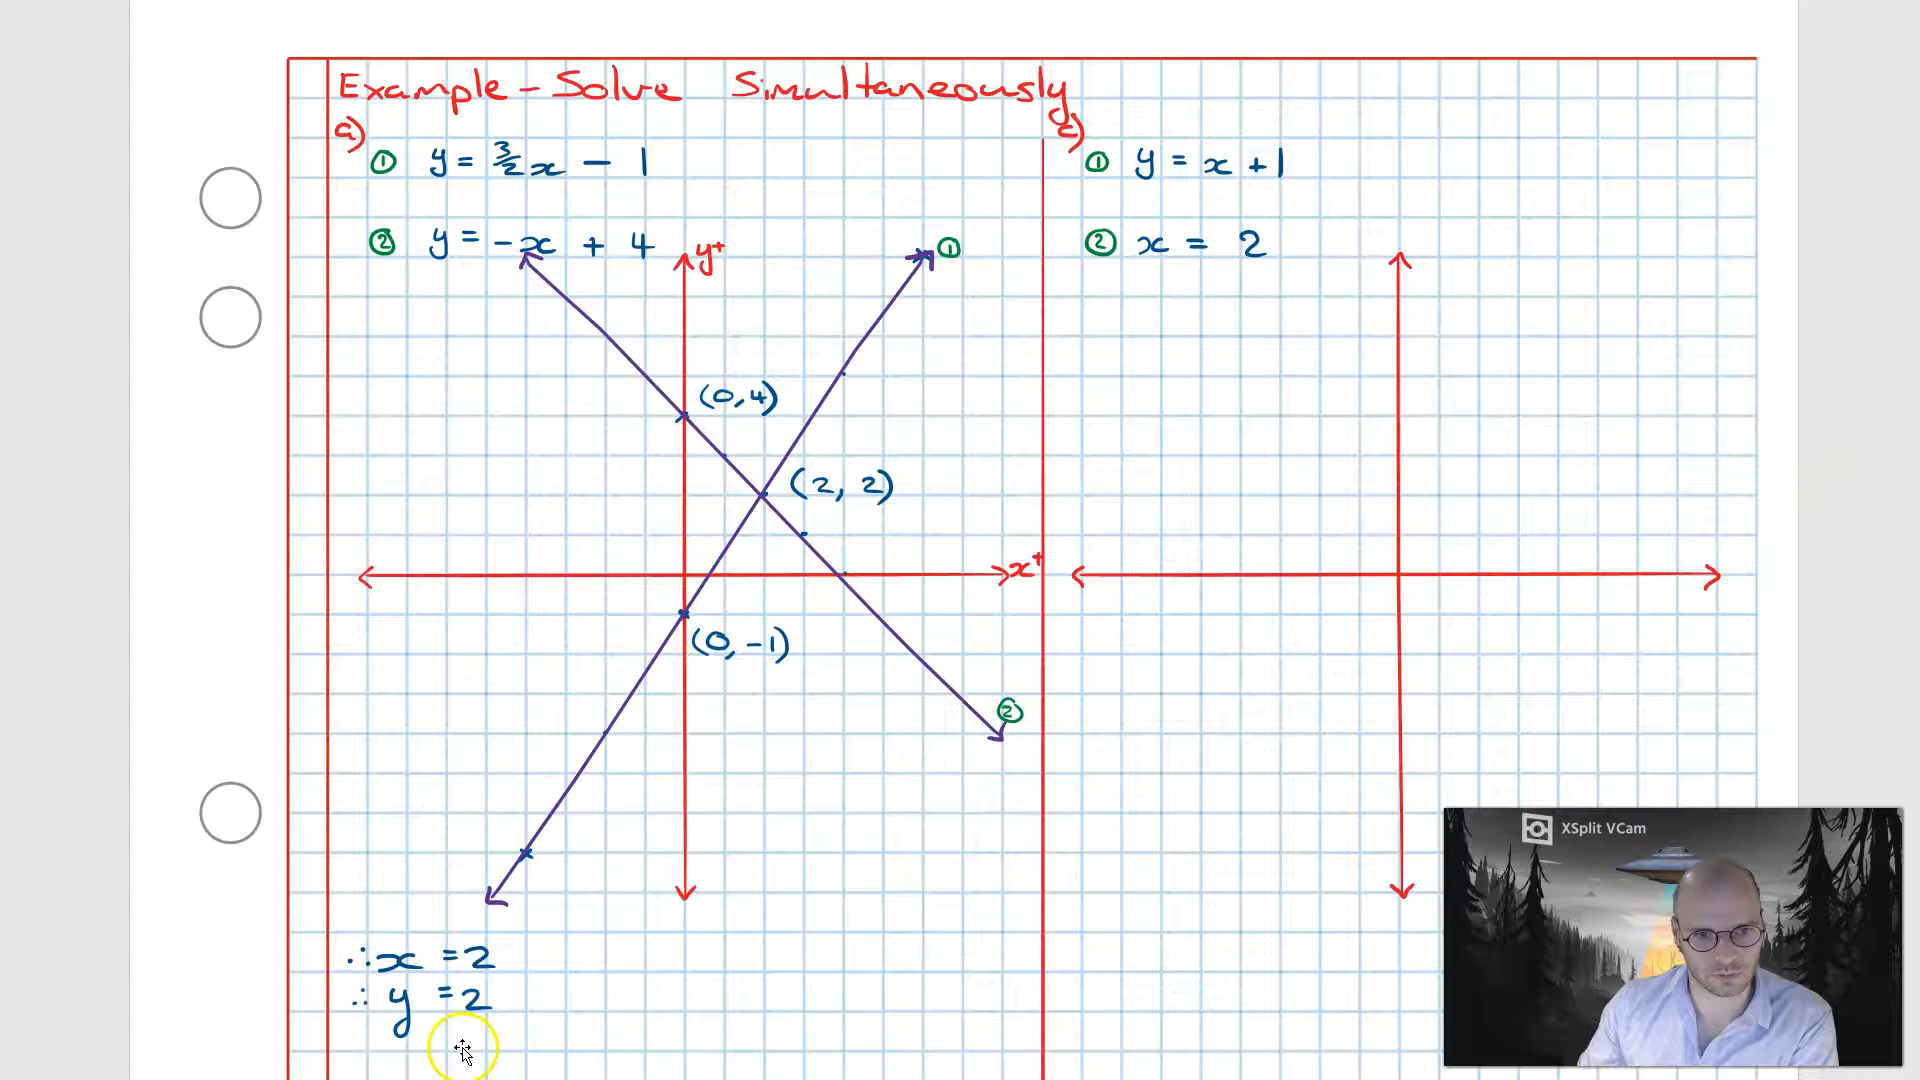 Example - Solve Simultaneously
a)
① y = 3/2 x - 1
② y = -x + 4
y+
①
(0,4)
(2, 2)
x+
(0, -1)
②
∴ x = 2
∴ y = 2
c)
① y = x + 1
② x = 2
XSplit VCam